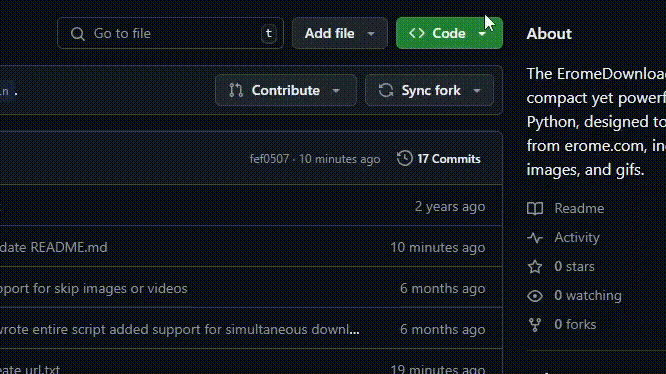 Go to file t Add file Code
About
The EromeDownload
compact yet powerf
Python, designed to
from erome.com, in
images, and gifs.
Readme
Activity
0 stars
0 watching
0 forks
in .
Contribute Sync fork
fef0507 · 10 minutes ago 17 Commits
2 years ago
date README.md 10 minutes ago
pport for skip images or videos 6 months ago
wrote entire script added support for simultaneous downl... 6 months ago
eate url.txt 19 minutes ago